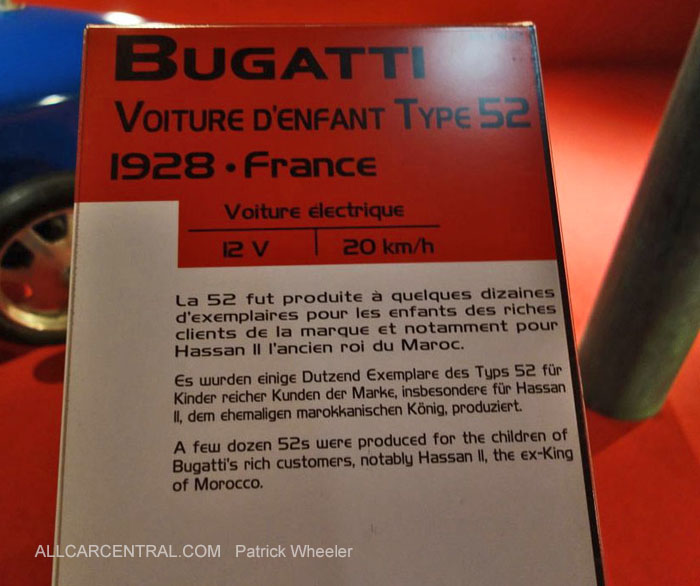 BUGATTI
VOITURE D'ENFANT TYPE 52
1928 • FRANCE
Voiture électrique
12 V | 20 km/h
La 52 fut produite à quelques dizaines
d'exemplaires pour les enfants des riches
clients de la marque et notamment pour
Hassan II l'ancien roi du Maroc.
Es wurden einige Dutzend Exemplare des Typs 52 für
Kinder reicher Kunden der Marke, insbesondere für Hassan
II, dem ehemaligen marokkanischen König, produziert.
A few dozen 52s were produced for the children of
Bugatti's rich customers, notably Hassan II, the ex-King
of Morocco.
ALLCARCENTRAL.COM Patrick Wheeler